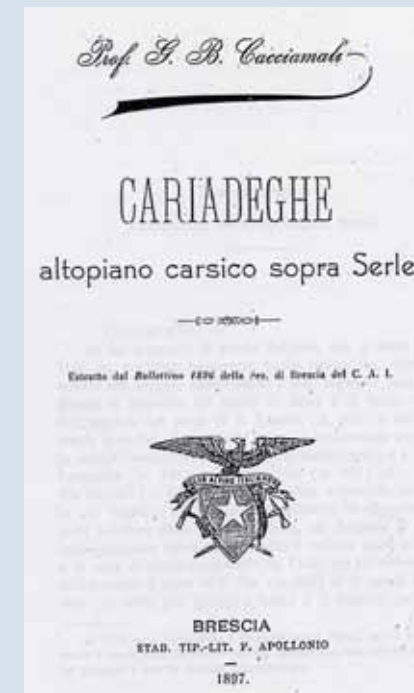 Prof. G. B. Cacciamali
CARIADEGHE
altopiano carsico sopra Serle
Estratto dal Bollettino 1896 della sez. di Brescia del C. A. I.
CLUB ALPINO ITALIANO
BRESCIA
STAB. TIP.-LIT. F. APOLLONIO
1897.